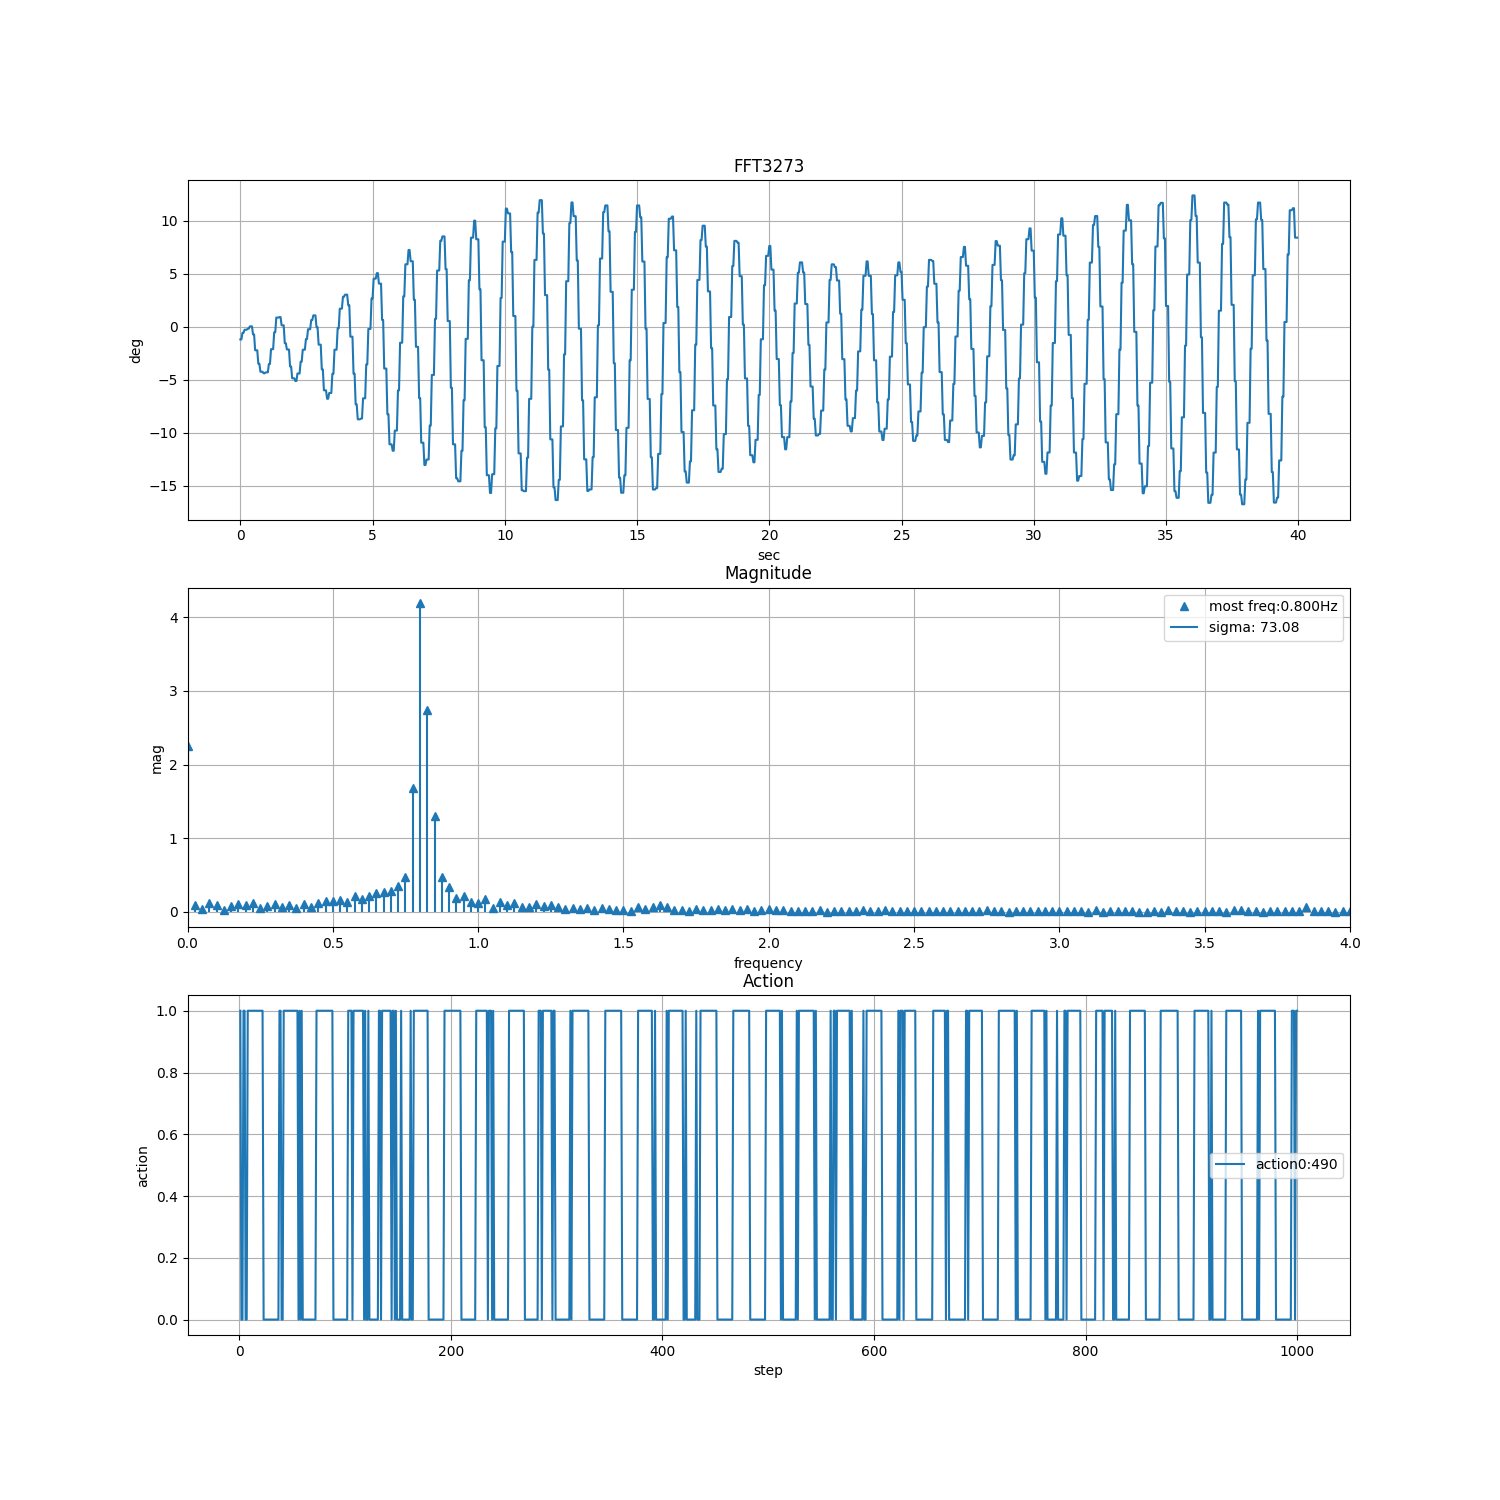 FFT3273
10
5
0
−5
−10
−15
deg
0 5 10 15 20 25 30 35 40
sec
Magnitude
4
3
2
1
0
mag
most freq:0.800Hz
sigma: 73.08
0.0 0.5 1.0 1.5 2.0 2.5 3.0 3.5 4.0
frequency
Action
1.0
0.8
0.6
0.4
0.2
0.0
action
action0:490
0 200 400 600 800 1000
step